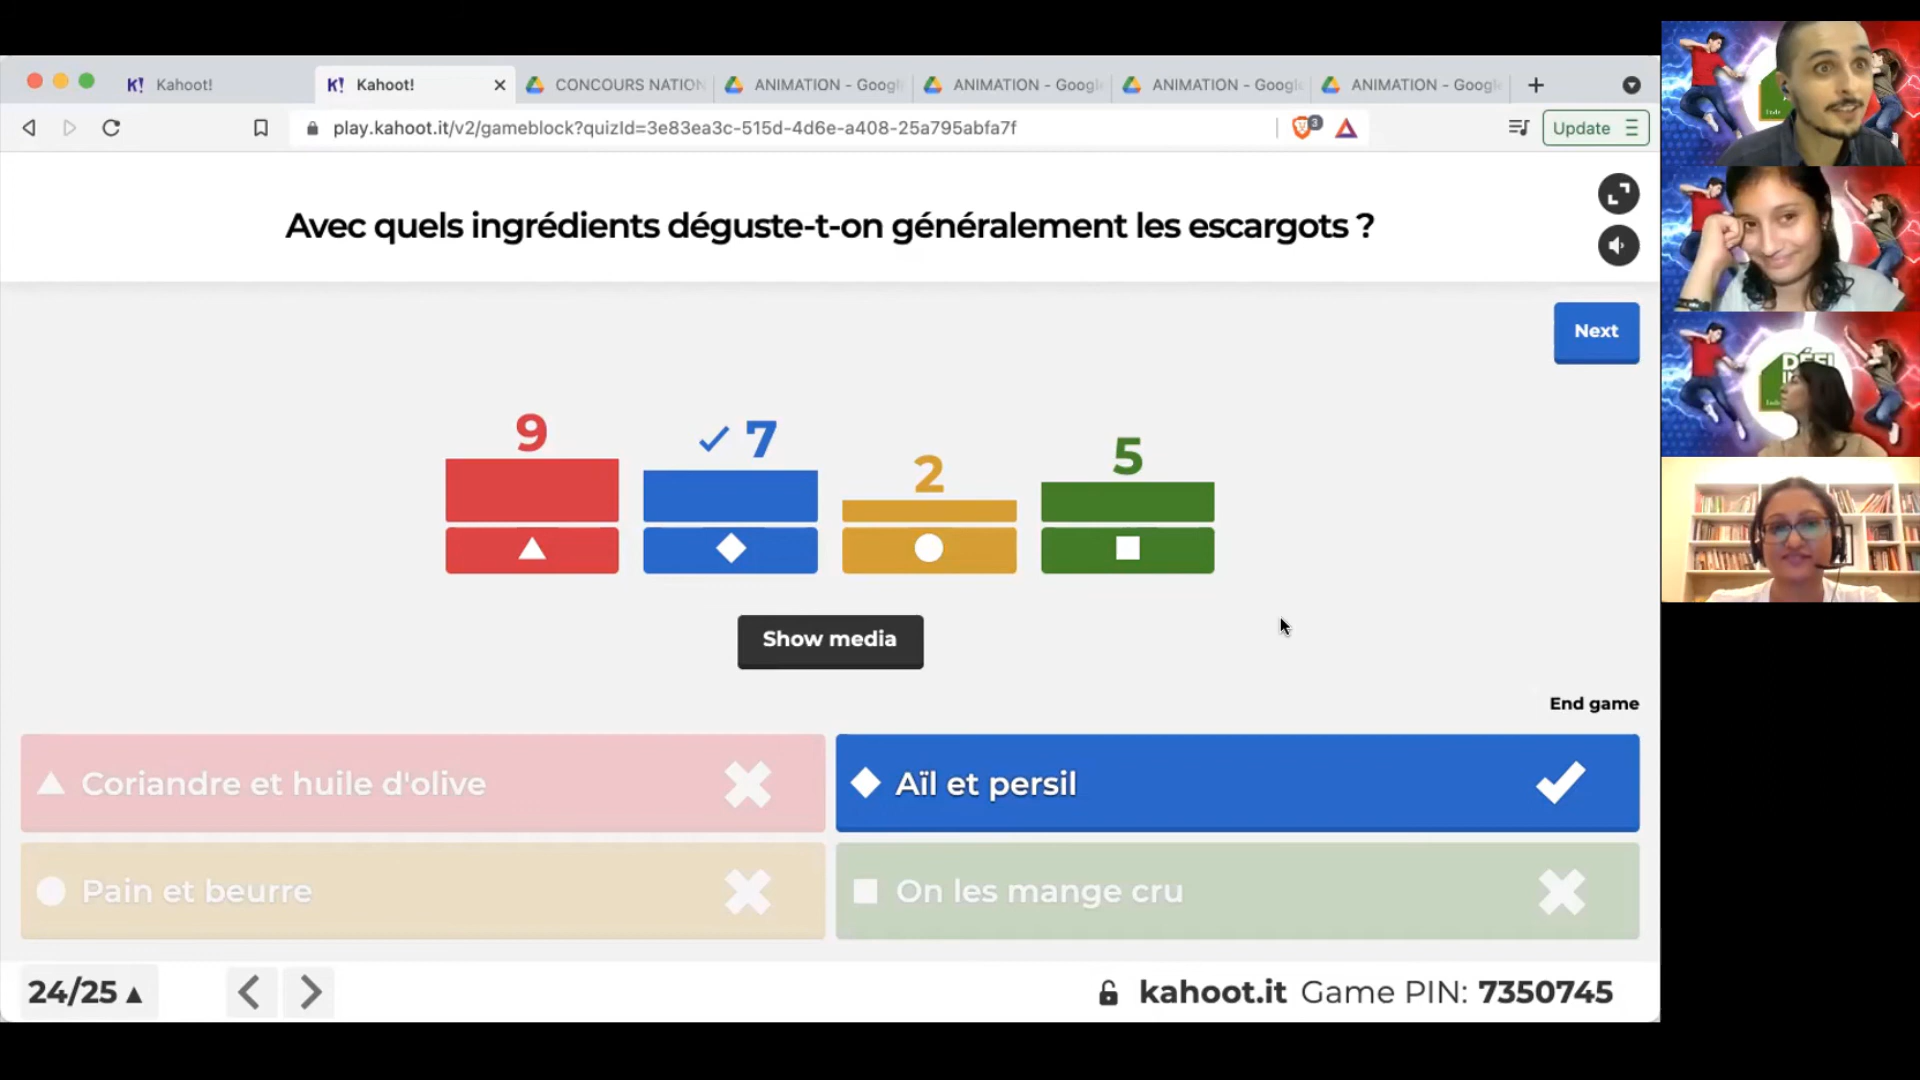 K! Kahoot!
K! Kahoot!
CONCOURS NATION
ANIMATION - Googl
ANIMATION - Googl
ANIMATION - Googl
ANIMATION - Googl
play.kahoot.it/v2/gameblock?quizId=3e83ea3c-515d-4d6e-a408-25a795abfa7f
3
Update
Avec quels ingrédients déguste-t-on généralement les escargots ?
Next
9
7
2
5
Show media
End game
Coriandre et huile d'olive
Aïl et persil
Pain et beurre
On les mange cru
24/25
kahoot.it Game PIN: 7350745
DÉFI